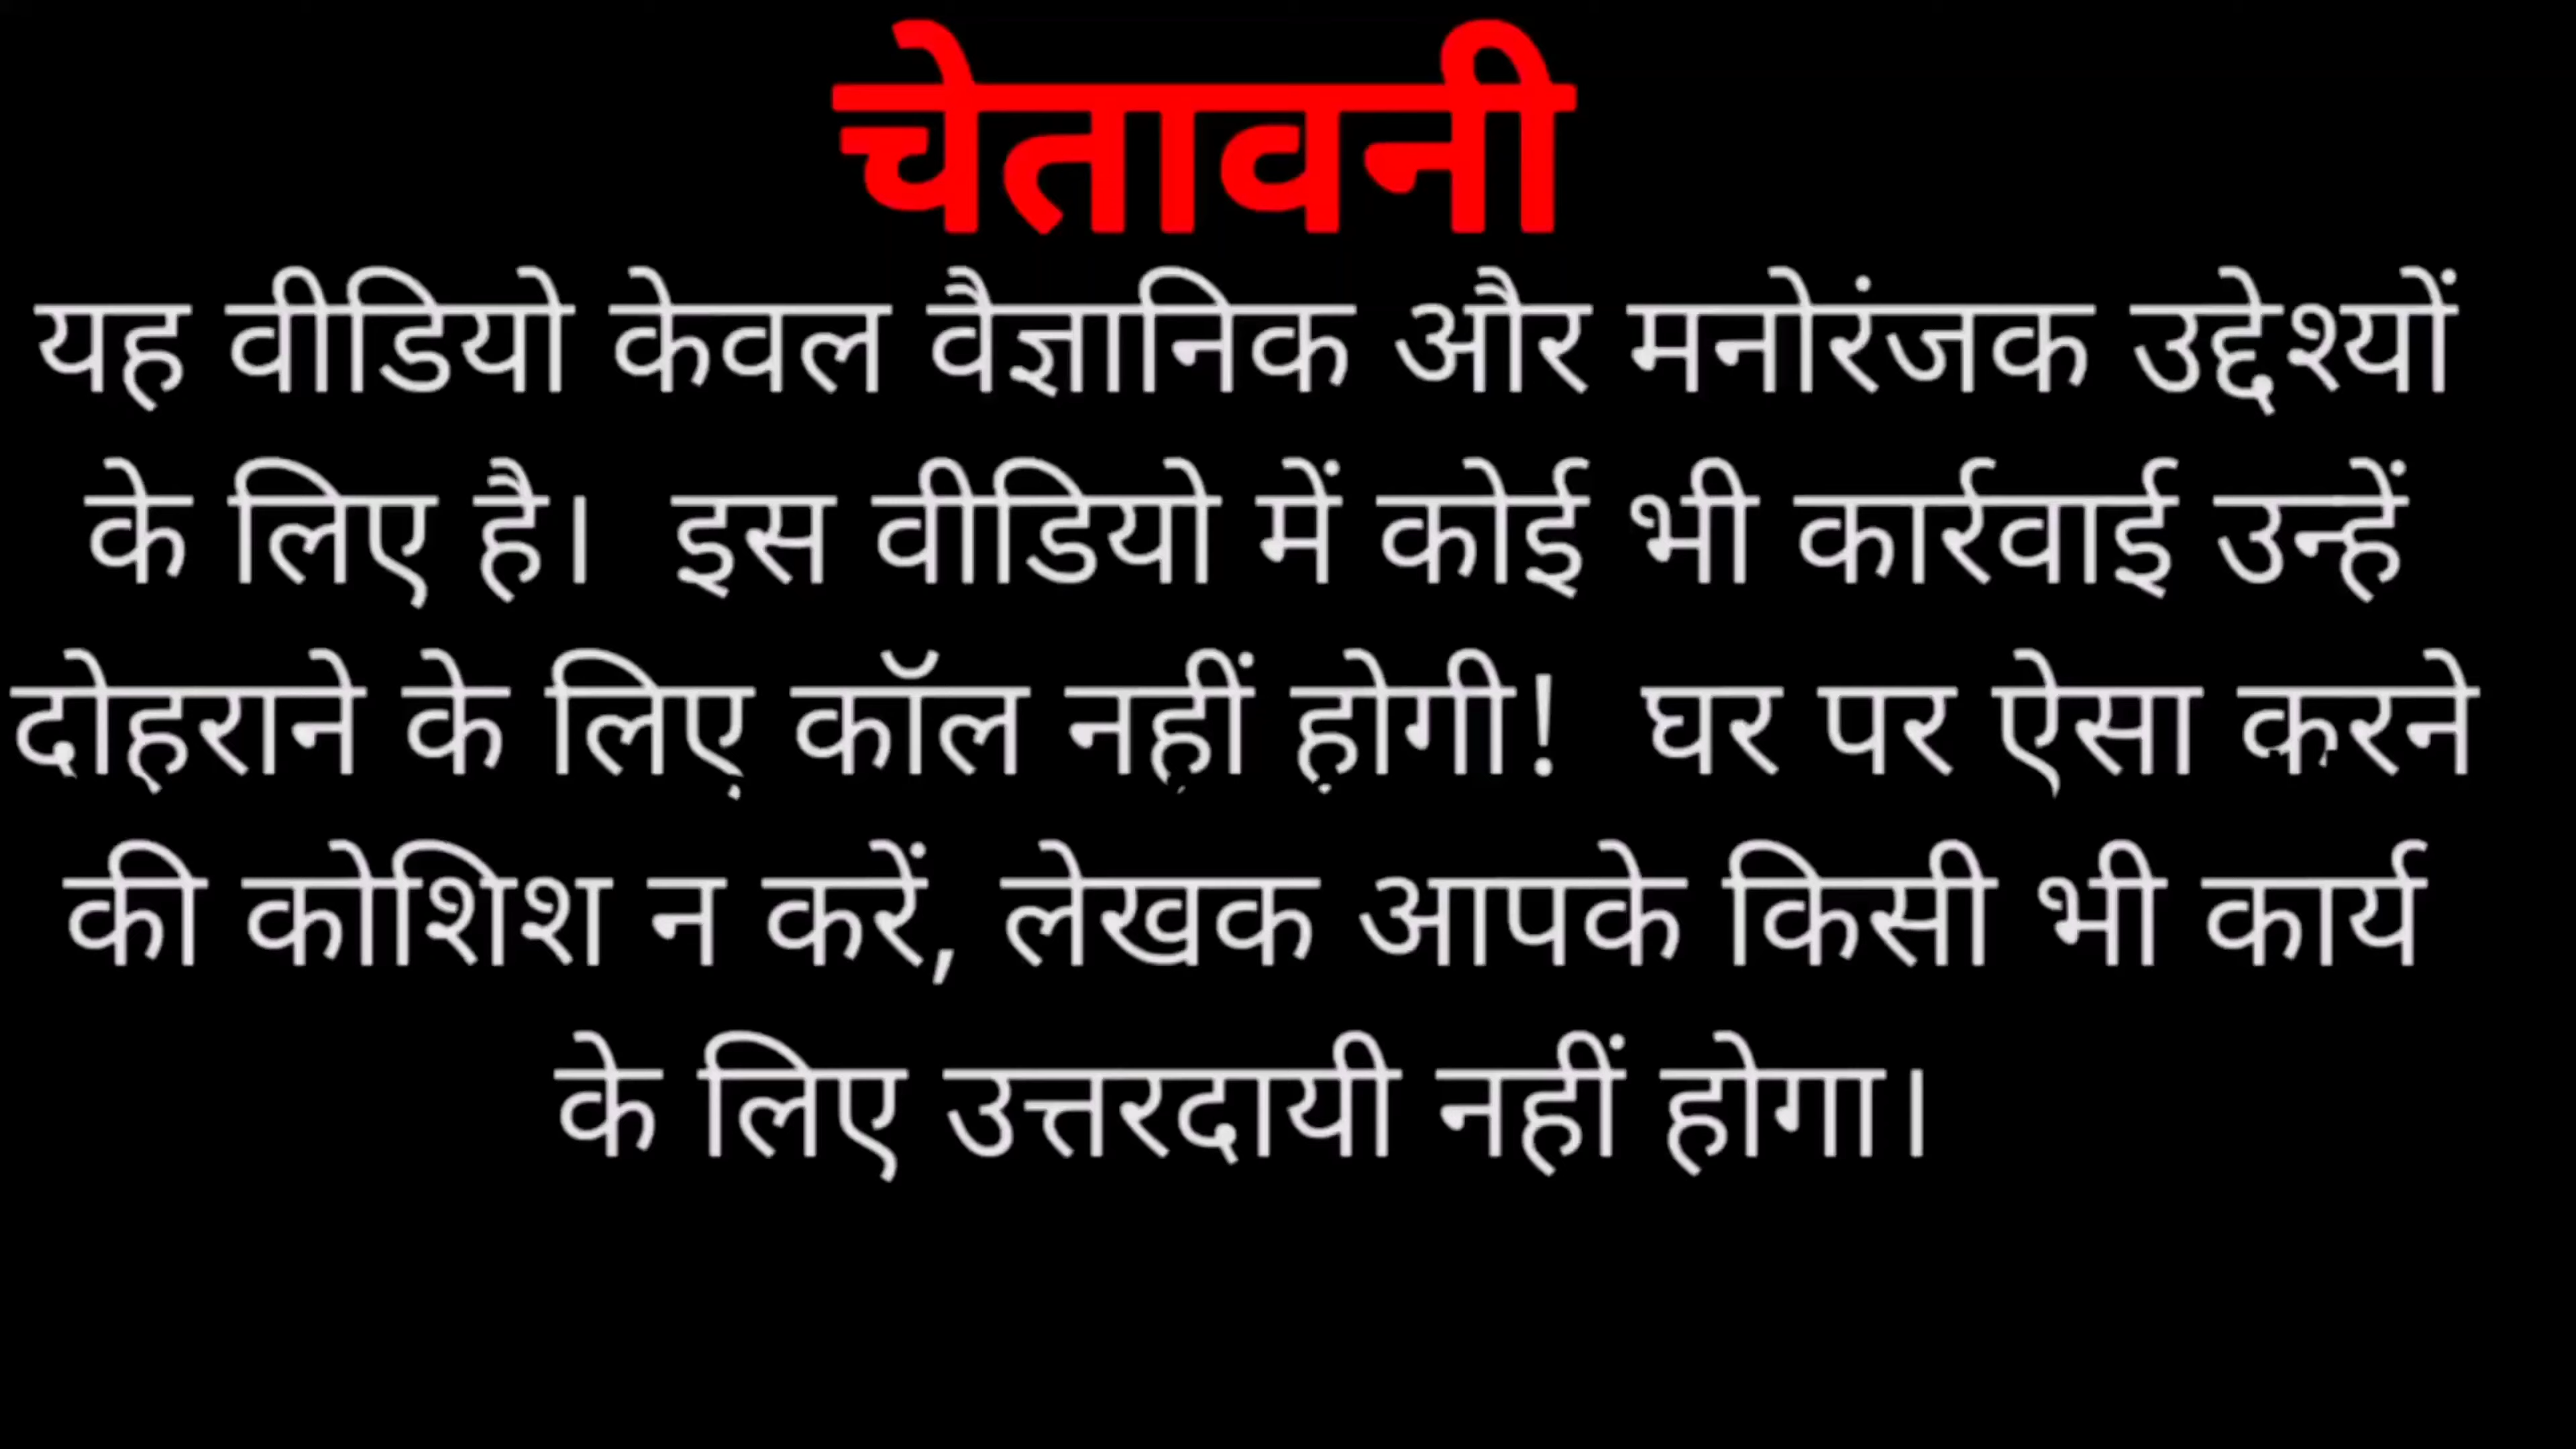 चेतावनी
यह वीडियो केवल वैज्ञानिक और मनोरंजक उद्देश्यों
के लिए है।  इस वीडियो में कोई भी कार्रवाई उन्हें
दोहराने के लिए कॉल नहीं होगी!  घर पर ऐसा करने
की कोशिश न करें, लेखक आपके किसी भी कार्य
के लिए उत्तरदायी नहीं होगा।